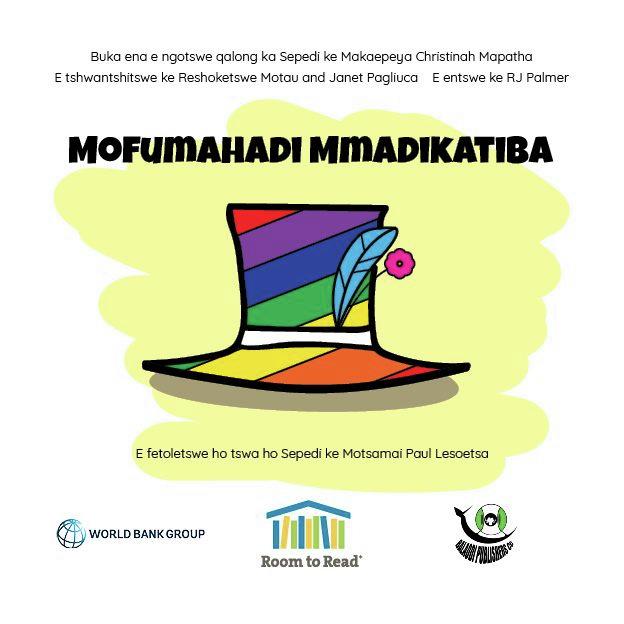 Buka ena e ngotswe qalong ka Sepedi ke Makaepeya Christinah Mapatha
E tshwantshitswe ke Reshoketswe Motau and Janet Pagliuca E entswe ke RJ Palmer
Mofumahadi Mmadikatiba
E fetoletswe ho tswa ho Sepedi ke Motsamai Paul Lesoetsa
WORLD BANK GROUP
Room to Read